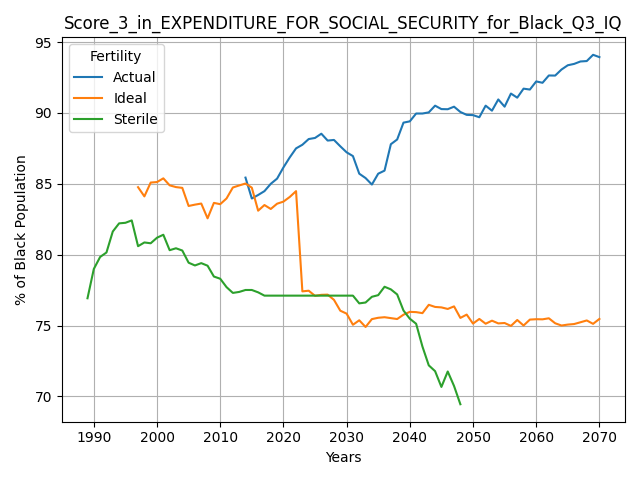 Score_3_in_EXPENDITURE_FOR_SOCIAL_SECURITY_for_Black_Q3_IQ
Fertility
Actual
Ideal
Sterile
% of Black Population
95
90
85
80
75
70
1990 2000 2010 2020 2030 2040 2050 2060 2070
Years